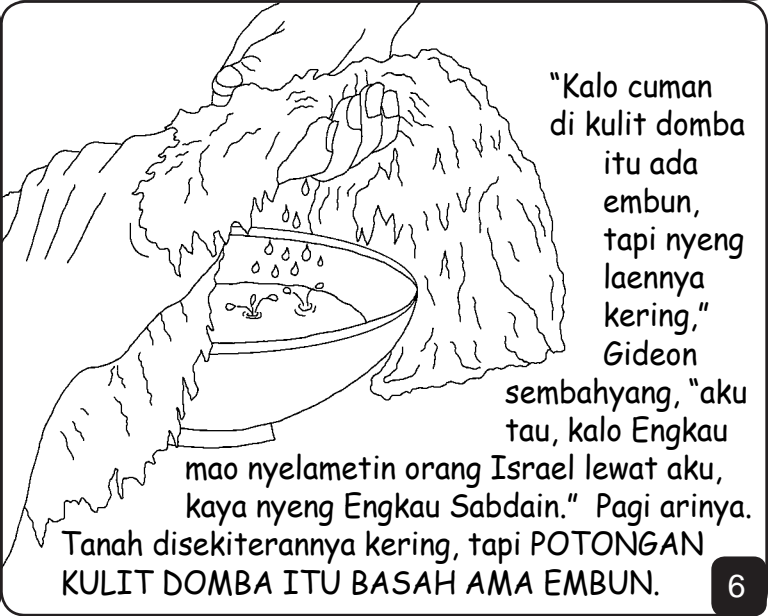 “Kalo cuman
di kulit domba
itu ada
embun,
tapi nyeng
laennya
kering,”
Gideon
sembahyang, “aku
tau, kalo Engkau
mao nyelametin orang Israel lewat aku,
kaya nyeng Engkau Sabdain.” Pagi arinya.
Tanah disekiterannya kering, tapi POTONGAN
KULIT DOMBA ITU BASAH AMA EMBUN.
6